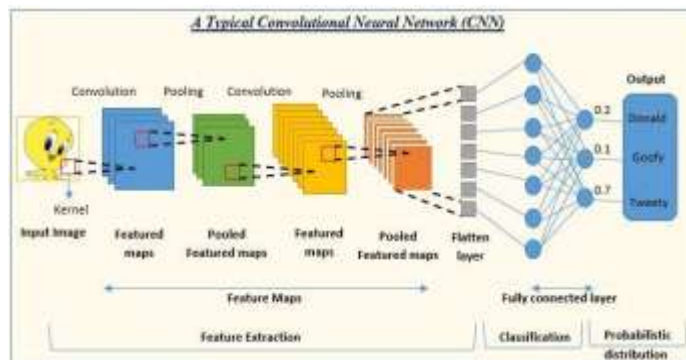 A Typical Convolutional Neural Network (CNN)
Output
Convolution
Pooling
Convolution
Pooling
0.2
Donald
0.1
Goofy
0.7
Tweety
Kernel
Input Image
Featured
maps
Pooled
Featured maps
Featured
maps
Pooled
Featured maps
Flatten
layer
Feature Maps
Fully connected layer
Feature Extraction
Classification
Probabilistic
distribution